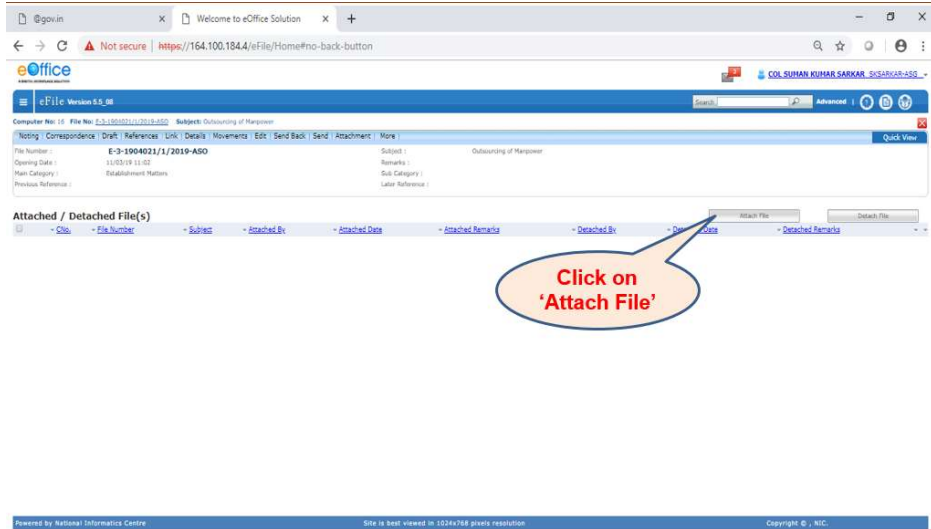 @gov.in
Welcome to eOffice Solution
Not secure | https://164.100.184.4/eFile/Home#no-back-button
eOffice
COL SUMAN KUMAR SARKAR SKSARKAR-ASG
eFile Version 5.5_08
Search Advanced
Computer No: 16 File No: E-3-1904021/1/2019-ASO Subject: Outsourcing of Manpower
Noting | Correspondence | Draft | References | Link | Details | Movements | Edit | Send Back | Send | Attachment | More |
Quick View
File Number : E-3-1904021/1/2019-ASO Subject : Outsourcing of Manpower
Opening Date : 11/03/19 11:02 Remarks :
Main Category : Establishment Matters Sub Category :
Previous Reference : Later Reference :
Attached / Detached File(s)
Attach File Detach File
CNo. File Number Subject Attached By Attached Date Attached Remarks Detached By Date Detached Remarks
Click on
‘Attach File’
Powered by National Informatics Centre Site is best viewed in 1024x768 pixels resolution Copyright © , NIC.